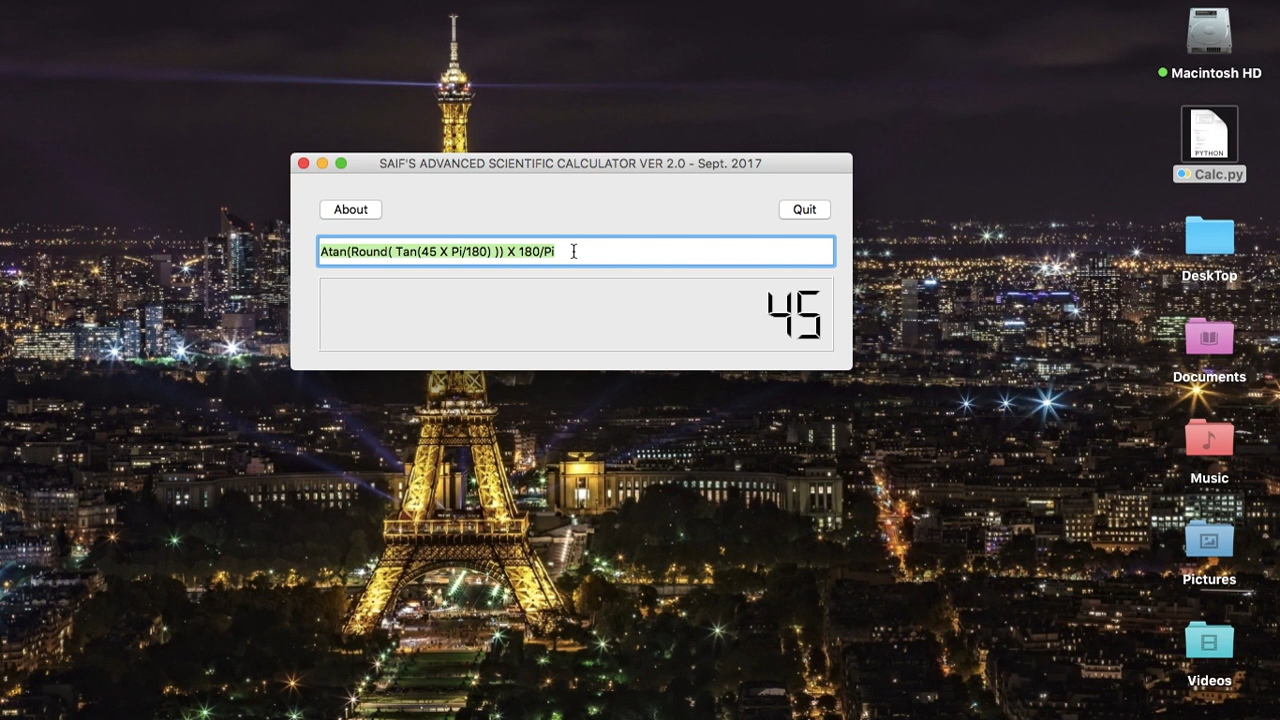 SAIF'S ADVANCED SCIENTIFIC CALCULATOR VER 2.0 - Sept. 2017
About
Quit
Atan(Round( Tan(45 X Pi/180) )) X 180/Pi
45
Macintosh HD
PYTHON
Calc.py
DeskTop
Documents
Music
Pictures
Videos